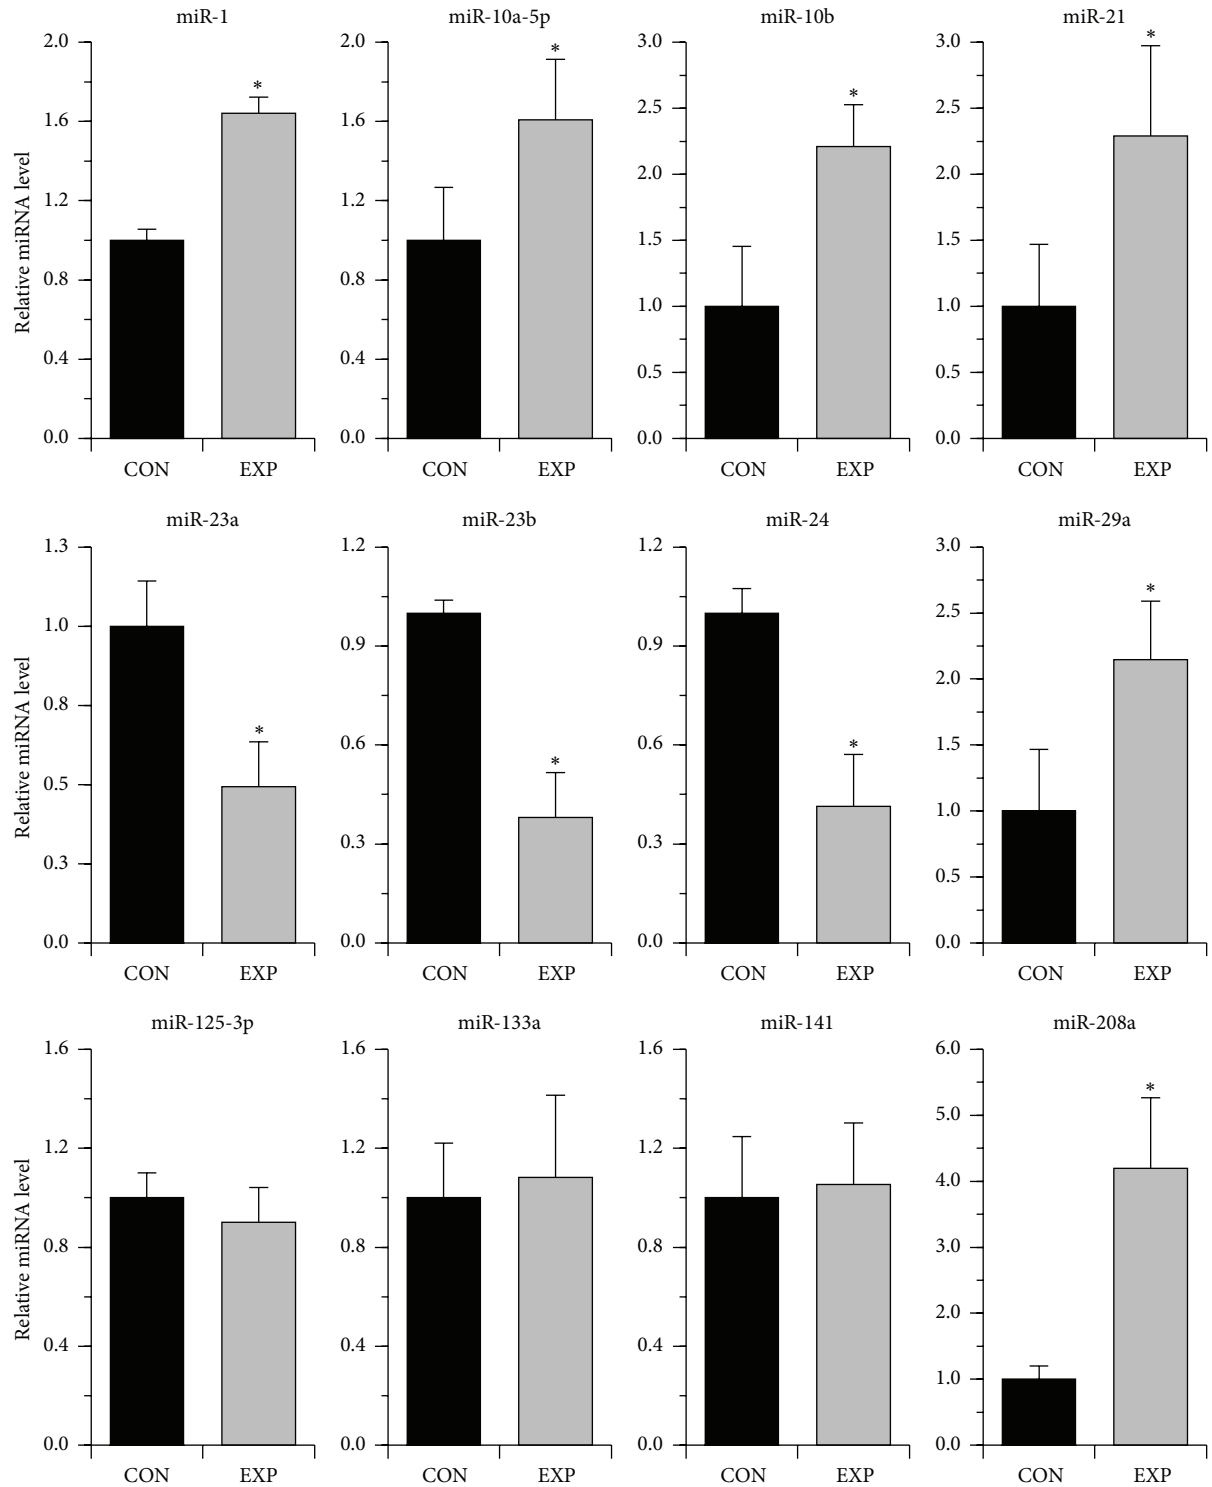 miR-1 miR-10a-5p miR-10b miR-21
2.0 2.0 3.0 3.0
* * * *
2.5 2.5
1.6 1.6
2.0 2.0
1.2 1.2
1.5 1.5
Relative miRNA level
0.8 0.8
1.0 1.0
0.4 0.4
0.5 0.5
0.0 0.0 0.0 0.0
CON EXP CON EXP CON EXP CON EXP
miR-23a miR-23b miR-24 miR-29a
1.3 1.2 1.2 3.0
* * * *
2.5
1.0
0.9 0.9
2.0
0.8
0.6 0.6
1.5
Relative miRNA level
0.5
1.0
0.3 0.3 0.3
0.5
0.0 0.0 0.0 0.0
CON EXP CON EXP CON EXP CON EXP
miR-125-3p miR-133a miR-141 miR-208a
1.6 1.6 1.6 6.0
*
5.0
1.2 1.2 1.2
4.0
0.8 0.8 0.8
3.0
Relative miRNA level
2.0
0.4 0.4 0.4
1.0
0.0 0.0 0.0 0.0
CON EXP CON EXP CON EXP CON EXP